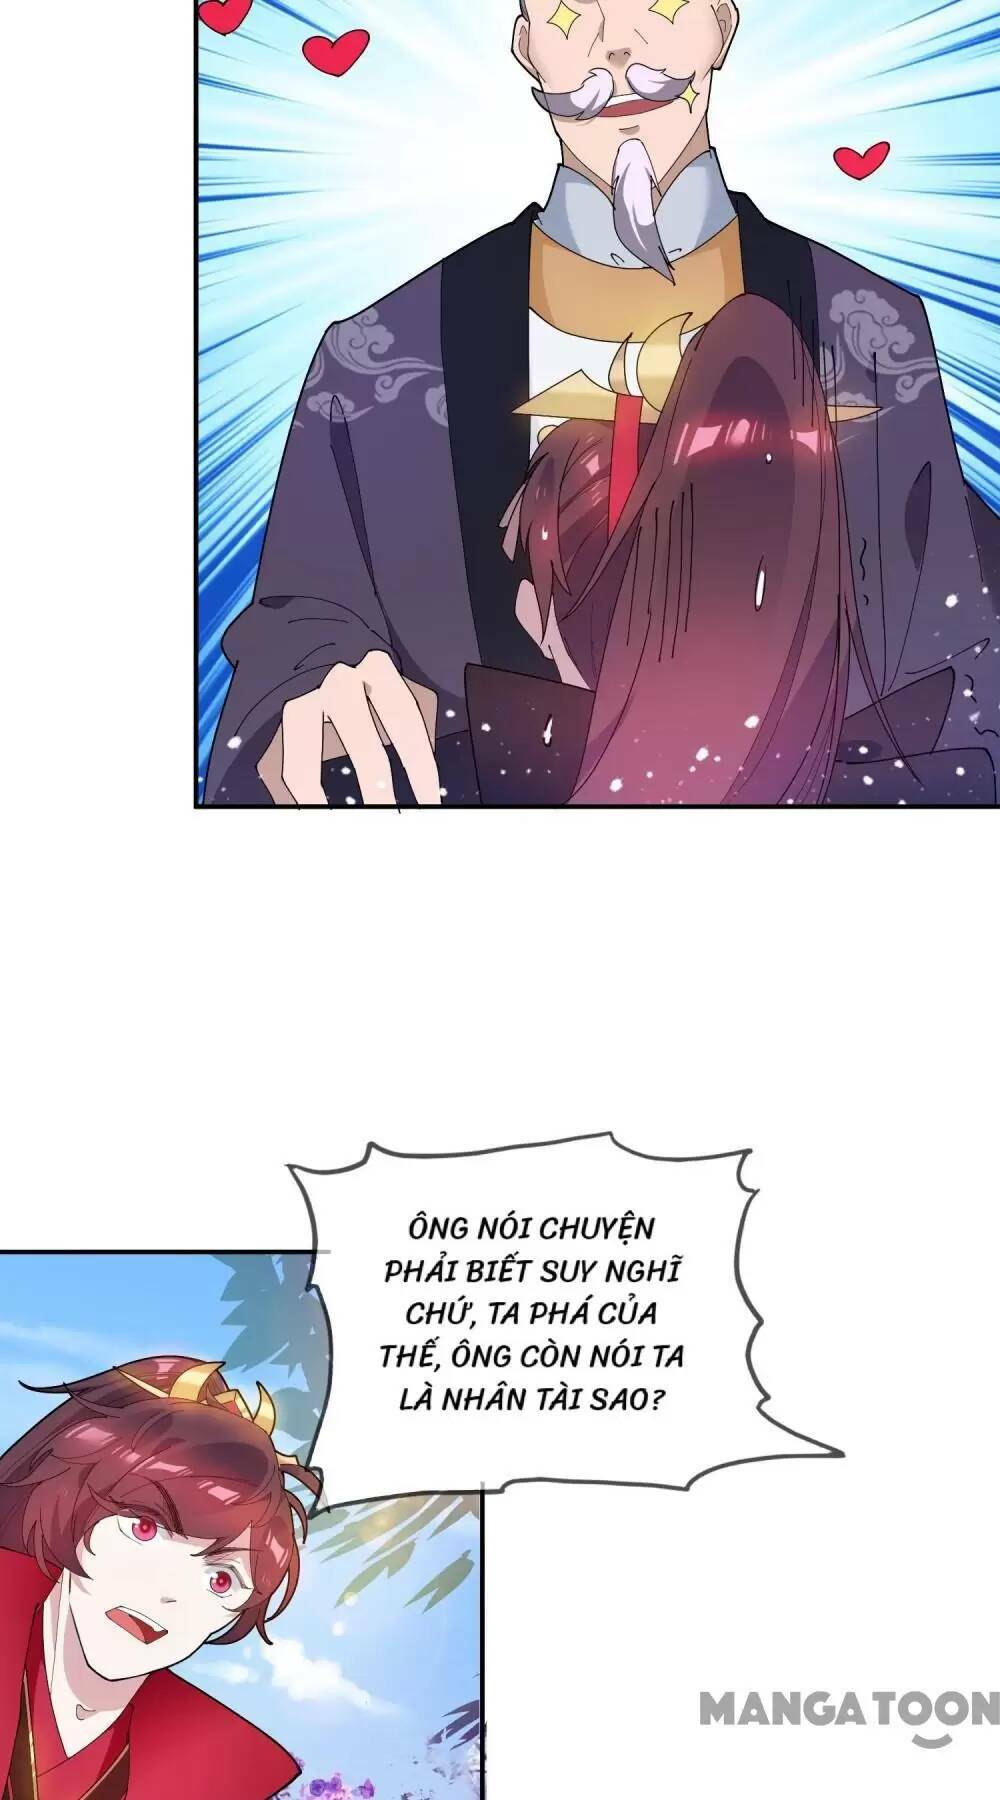 ÔNG NÓI CHUYỆN
PHẢI BIẾT SUY NGHĨ
CHỨ, TA PHÁ CỦA
THẾ, ÔNG CÒN NÓI TA
LÀ NHÂN TÀI SAO?
MANGATOON